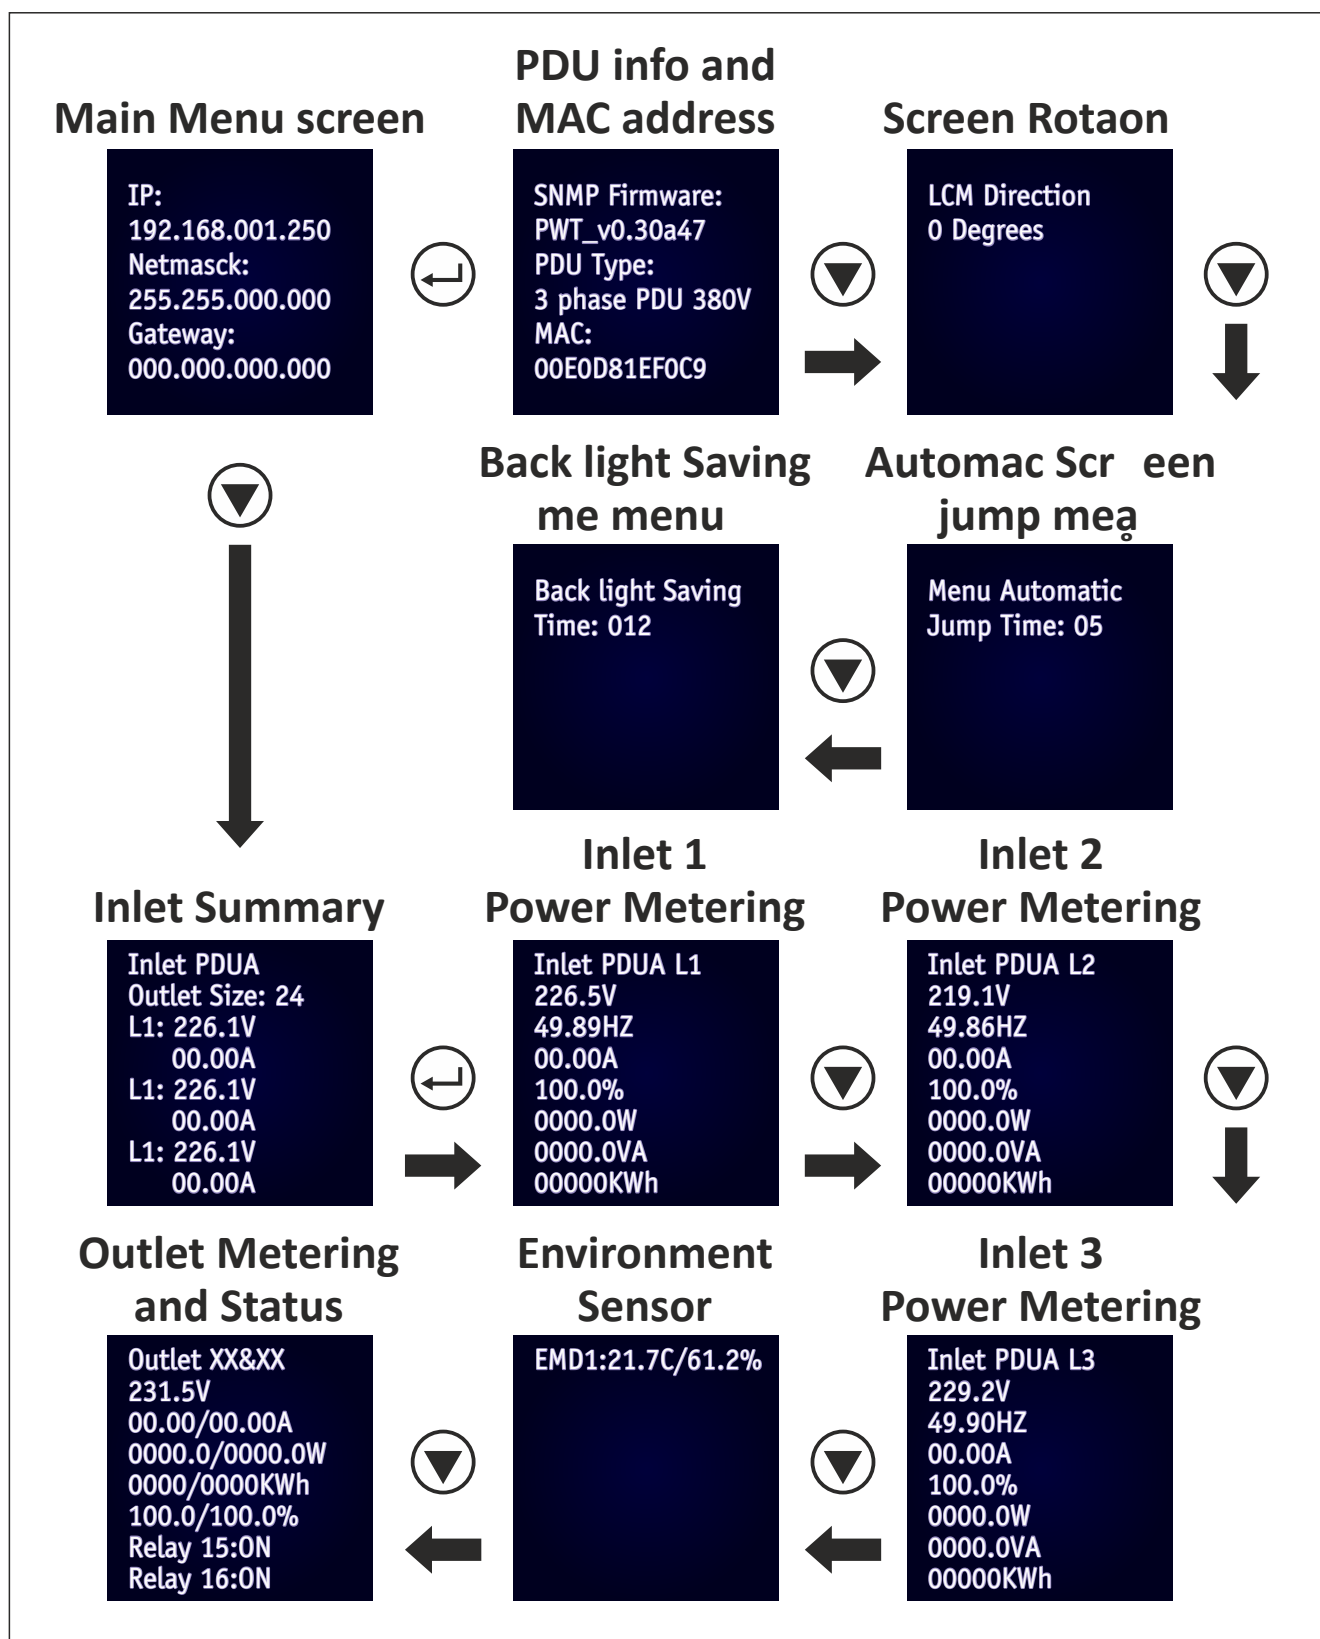 Main Menu screen
IP:
192.168.001.250
Netmasck:
255.255.000.000
Gateway:
000.000.000.000
PDU info and
MAC address
SNMP Firmware:
PWT_v0.30a47
PDU Type:
3 phase PDU 380V
MAC:
00E0D81EF0C9
Screen Rotaon
LCM Direction
0 Degrees
Back light Saving
me menu
Back light Saving
Time: 012
Automac Scr een
jump meḁ
Menu Automatic
Jump Time: 05
Inlet Summary
Inlet PDUA
Outlet Size: 24
L1: 226.1V
00.00A
L1: 226.1V
00.00A
L1: 226.1V
00.00A
Inlet 1
Power Metering
Inlet PDUA L1
226.5V
49.89HZ
00.00A
100.0%
0000.0W
0000.0VA
00000KWh
Inlet 2
Power Metering
Inlet PDUA L2
219.1V
49.86HZ
00.00A
100.0%
0000.0W
0000.0VA
00000KWh
Outlet Metering
and Status
Outlet XX&XX
231.5V
00.00/00.00A
0000.0/0000.0W
0000/0000KWh
100.0/100.0%
Relay 15:ON
Relay 16:ON
Environment
Sensor
EMD1:21.7C/61.2%
Inlet 3
Power Metering
Inlet PDUA L3
229.2V
49.90HZ
00.00A
100.0%
0000.0W
0000.0VA
00000KWh